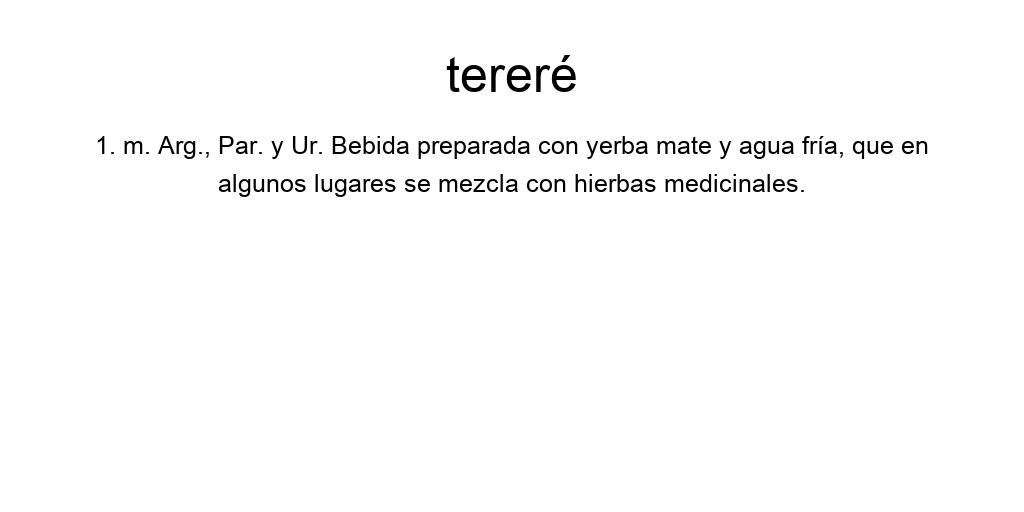 tereré
1. m. Arg., Par. y Ur. Bebida preparada con yerba mate y agua fría, que en
algunos lugares se mezcla con hierbas medicinales.